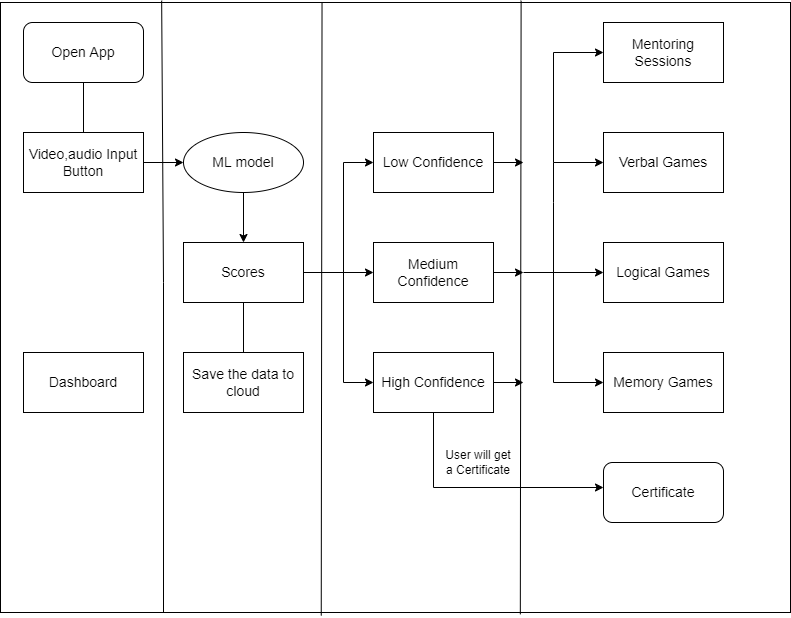 Open App
Video,audio Input
Button
Dashboard
ML model
Scores
Save the data to
cloud
Low Confidence
Medium
Confidence
High Confidence
User will get
a Certificate
Mentoring
Sessions
Verbal Games
Logical Games
Memory Games
Certificate